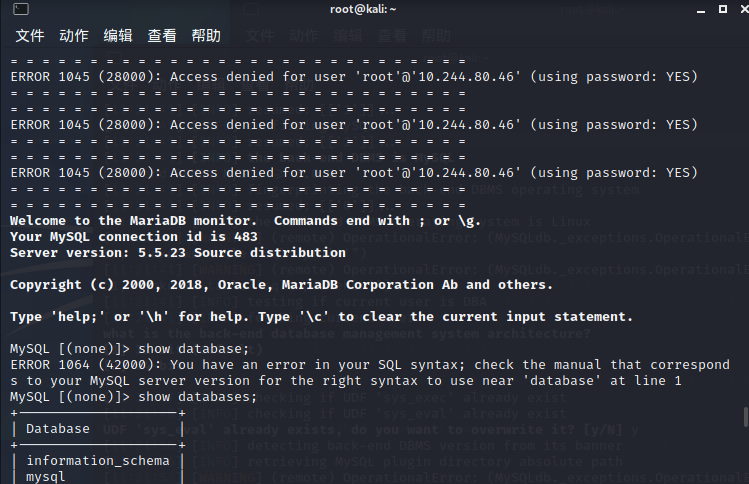 root@kali: ~
文件 动作 编辑 查看 帮助
= = = = = = = = = = = = = = = = = = = = = = = = = = = = =
ERROR 1045 (28000): Access denied for user 'root'@'10.244.80.46' (using password: YES)
= = = = = = = = = = = = = = = = = = = = = = = = = = = = =
= = = = = = = = = = = = = = = = = = = = = = = = = = = = =
ERROR 1045 (28000): Access denied for user 'root'@'10.244.80.46' (using password: YES)
= = = = = = = = = = = = = = = = = = = = = = = = = = = = =
= = = = = = = = = = = = = = = = = = = = = = = = = = = = =
ERROR 1045 (28000): Access denied for user 'root'@'10.244.80.46' (using password: YES)
= = = = = = = = = = = = = = = = = = = = = = = = = = = = =
= = = = = = = = = = = = = = = = = = = = = = = = = = = = =
Welcome to the MariaDB monitor.  Commands end with ; or \g.
Your MySQL connection id is 483
Server version: 5.5.23 Source distribution
Copyright (c) 2000, 2018, Oracle, MariaDB Corporation Ab and others.
Type 'help;' or '\h' for help. Type '\c' to clear the current input statement.
MySQL [(none)]> show database;
ERROR 1064 (42000): You have an error in your SQL syntax; check the manual that correspond
s to your MySQL server version for the right syntax to use near 'database' at line 1
MySQL [(none)]> show databases;
+--------------------+
| Database           |
+--------------------+
| information_schema |
| mysql              |